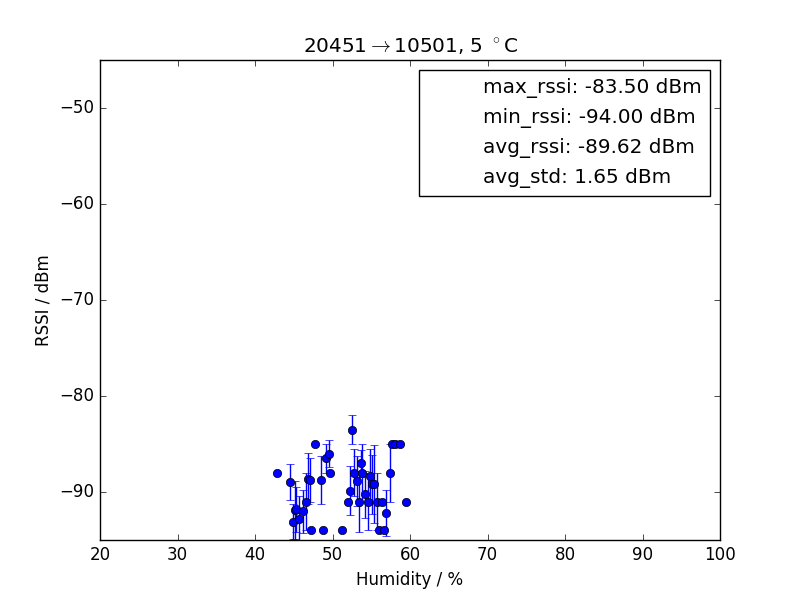 20451→10501, 5 °C
max_rssi: -83.50 dBm
min_rssi: -94.00 dBm
avg_rssi: -89.62 dBm
avg_std: 1.65 dBm
RSSI / dBm
−50
−60
−70
−80
−90
20 30 40 50 60 70 80 90 100
Humidity / %